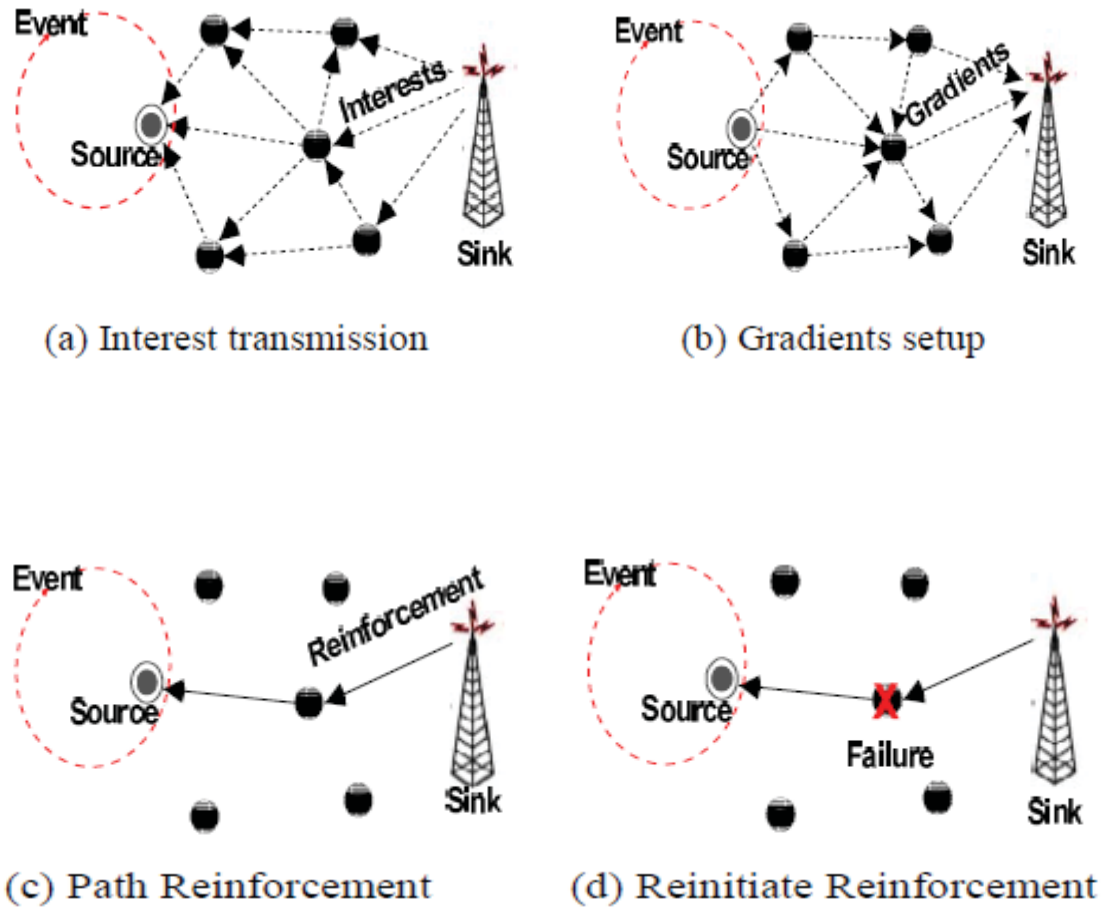 Event
Interests
Source
Sink
(a) Interest transmission
Event
Gradients
Source
Sink
(b) Gradients setup
Event
Reinforcement
Source
Sink
(c) Path Reinforcement
Event
Source
Failure
Sink
(d) Reinitiate Reinforcement